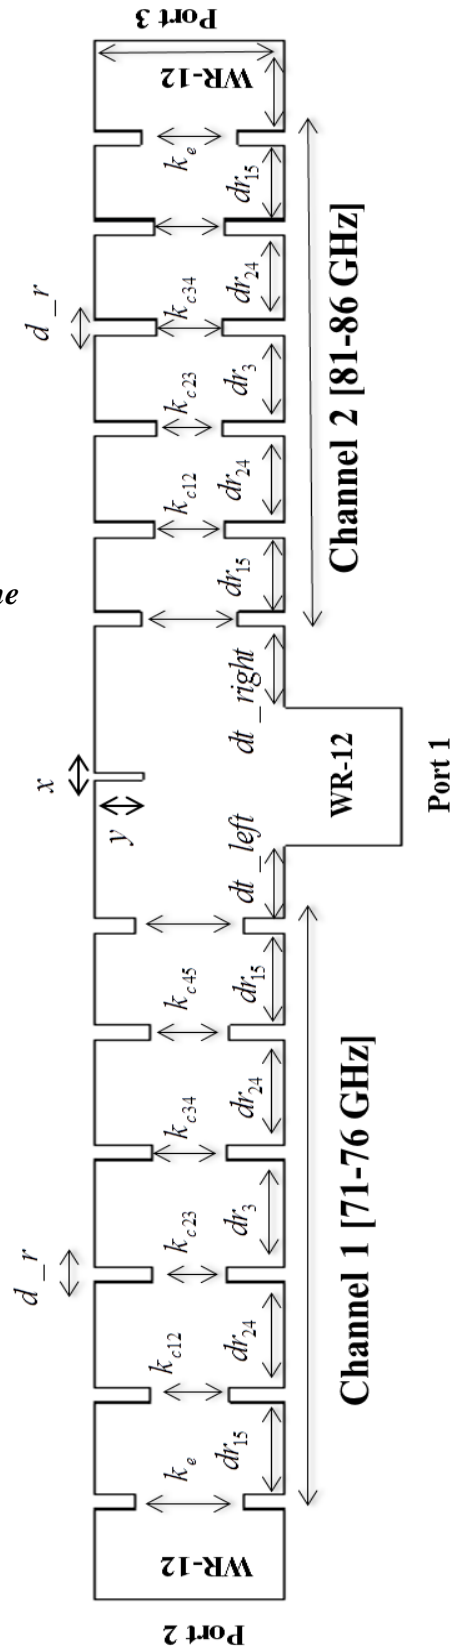 ne
d_r
x
d_r
y
Port 2
WR-12
k_e
k_c12
k_c23
k_c34
k_c45
k_c12
k_c23
k_c34
k_e
WR-12
Port 3
dr_15
dr_24
dr_3
dr_24
dr_15
dt_left
dt_right
dr_15
dr_24
dr_3
dr_24
dr_15
Channel 1 [71-76 GHz]
WR-12
Channel 2 [81-86 GHz]
Port 1